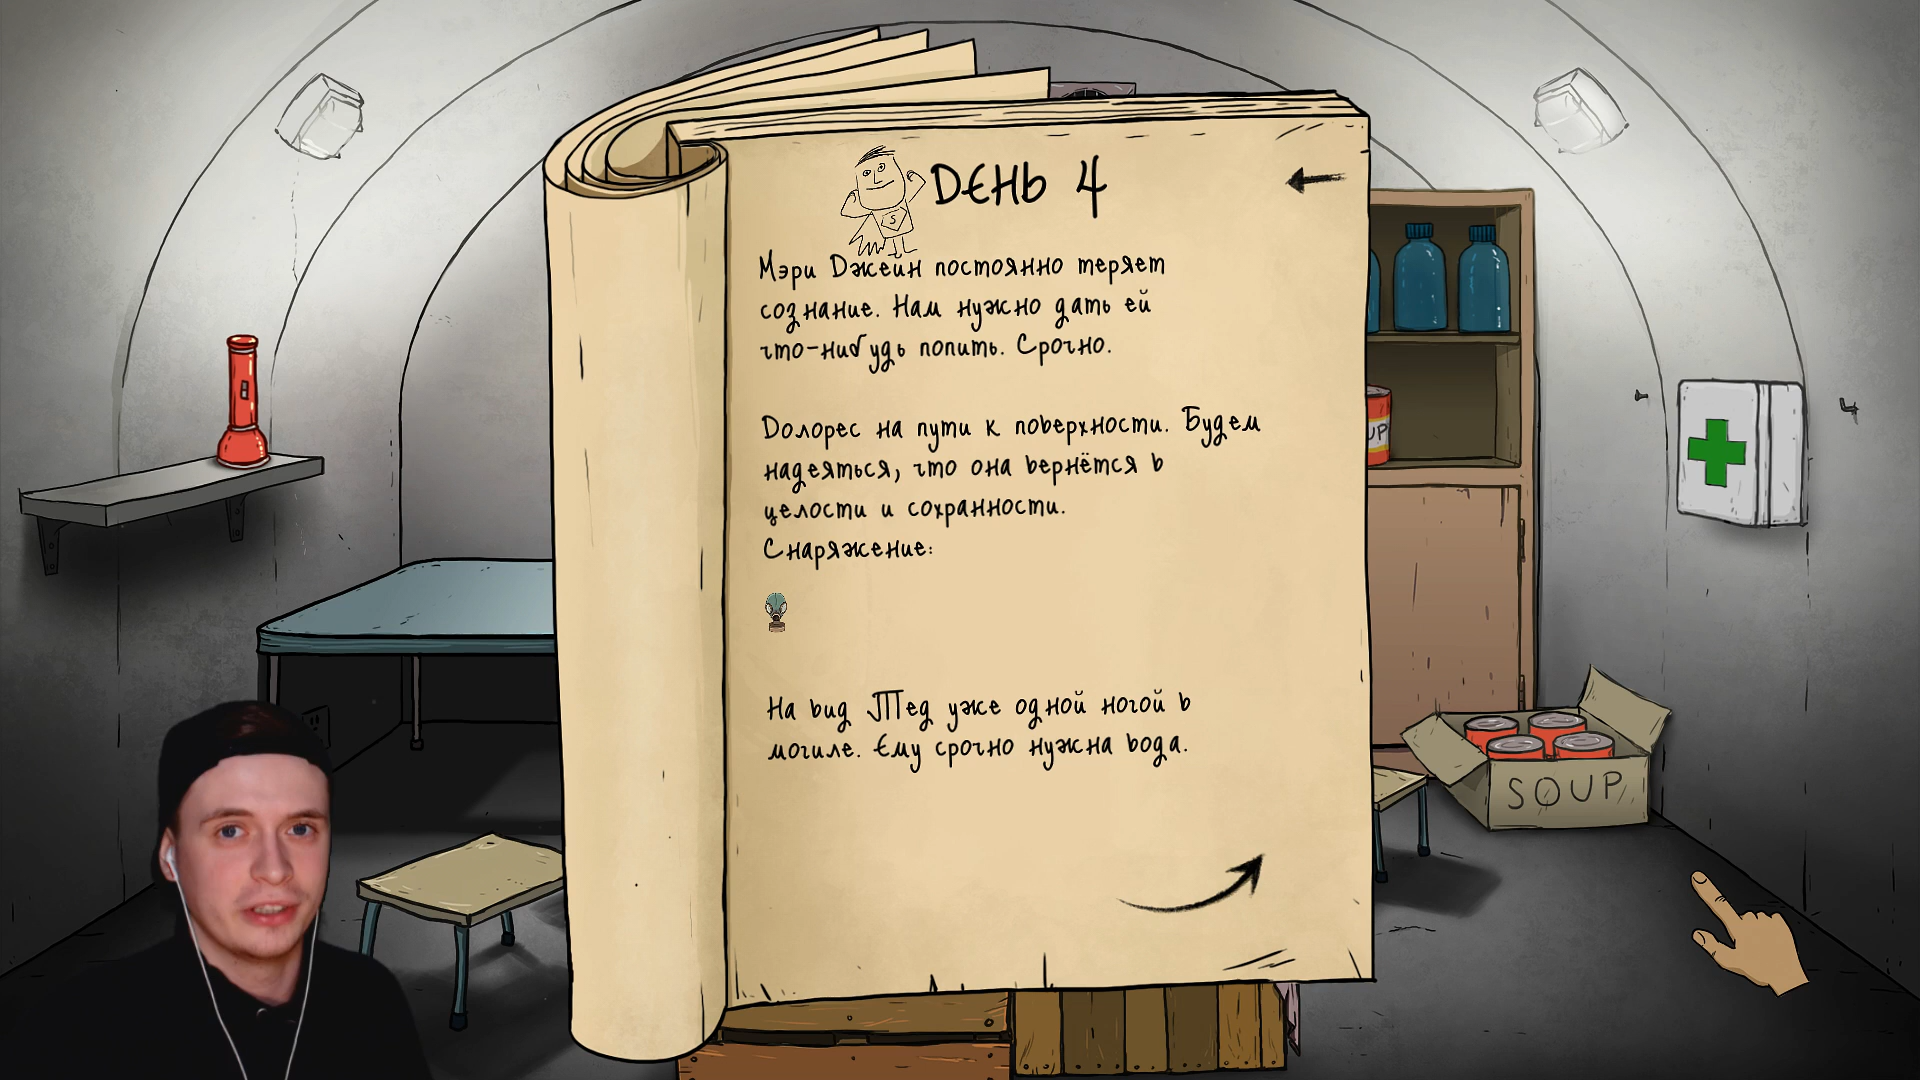 День 4
Мэри Джейн постоянно теряет
сознание. Нам нужно дать ей
что-нибудь попить. Срочно.
Долорес на пути к поверхности. Будем
надеяться, что она вернётся в
целости и сохранности.
Снаряжение:
На вид Тед уже одной ногой в
могиле. Ему срочно нужна вода.
S
UP
SOUP